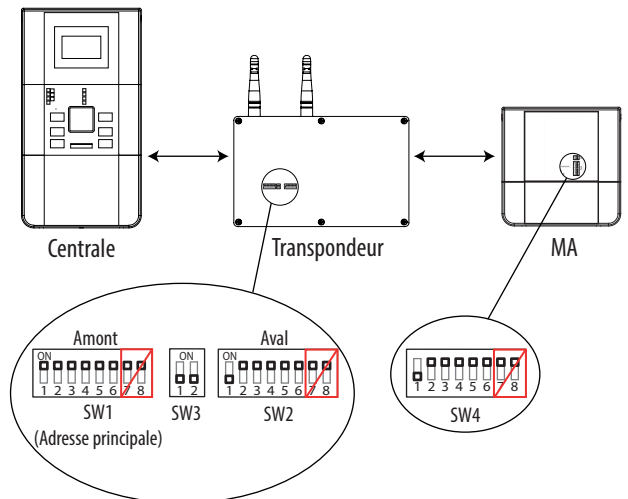 Centrale
Transpondeur
MA
Amont
ON
1 2 3 4 5 6 7 8
SW1
(Adresse principale)
ON
1 2
SW3
Aval
ON
1 2 3 4 5 6 7 8
SW2
1 2 3 4 5 6 7 8
SW4